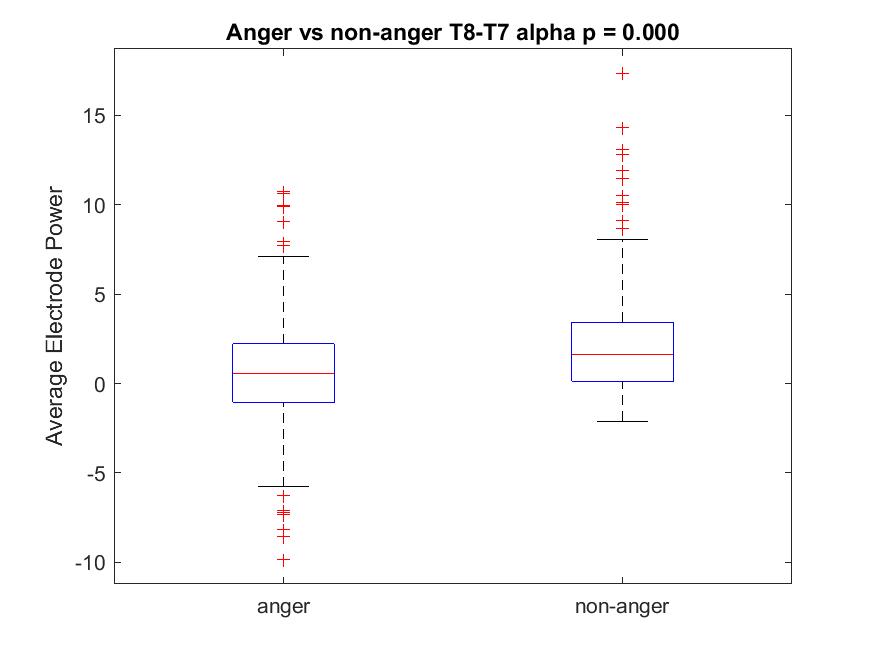 Anger vs non-anger T8-T7 alpha p = 0.000
Average Electrode Power
15
10
5
0
-5
-10
anger
non-anger